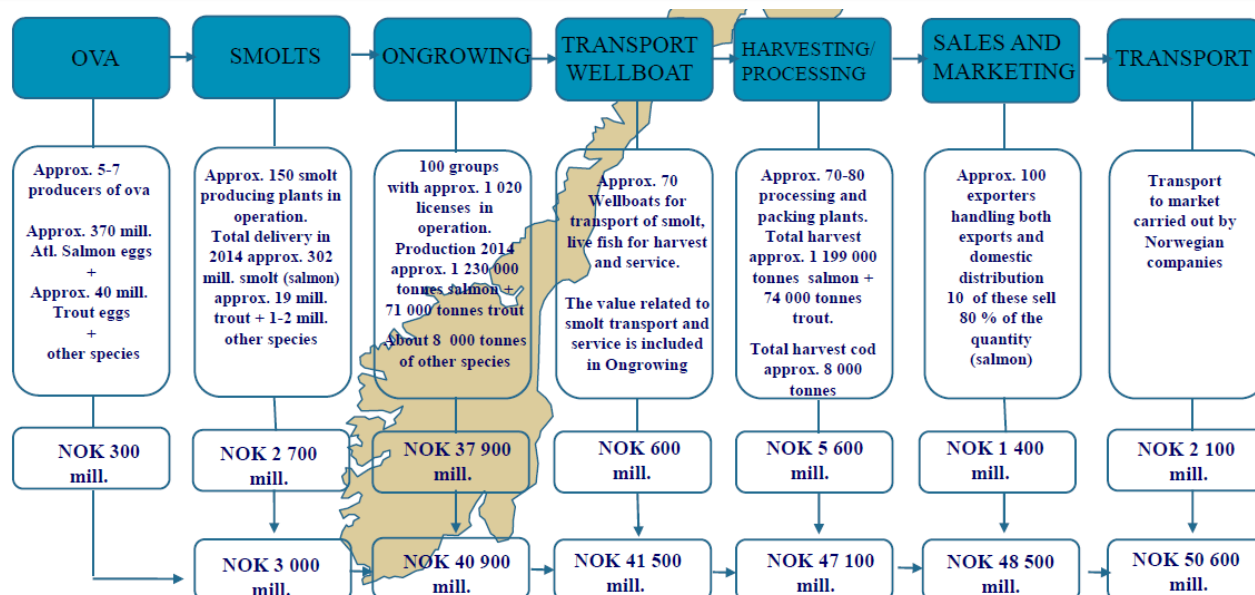 OVA
SMOLTS
ONGROWING
TRANSPORT
WELLBOAT
HARVESTING/
PROCESSING
SALES AND
MARKETING
TRANSPORT
Approx. 5-7
producers of ova
Approx. 370 mill.
Atl. Salmon eggs
+
Approx. 40 mill.
Trout eggs
+
other species
Approx. 150 smolt
producing plants in
operation.
Total delivery in
2014 approx. 302
mill. smolt (salmon)
approx. 19 mill.
trout + 1-2 mill.
other species
100 groups
with approx. 1 020
licenses in
operation.
Production 2014
approx. 1 230 000
tonnes salmon +
71 000 tonnes trout
About 8 000 tonnes
of other species
Approx. 70
Wellboats for
transport of smolt,
live fish for harvest
and service.
The value related to
smolt transport and
service is included
in Ongrowing
Approx. 70-80
processing and
packing plants.
Total harvest
approx. 1 199 000
tonnes salmon +
74 000 tonnes
trout.
Total harvest cod
approx. 8 000
tonnes
Approx. 100
exporters
handling both
exports and
domestic
distribution
10 of these sell
80 % of the
quantity
(salmon)
Transport
to market
carried out by
Norwegian
companies
NOK 300
mill.
NOK 2 700
mill.
NOK 37 900
mill.
NOK 600
mill.
NOK 5 600
mill.
NOK 1 400
mill.
NOK 2 100
mill.
NOK 3 000
mill.
NOK 40 900
mill.
NOK 41 500
mill.
NOK 47 100
mill.
NOK 48 500
mill.
NOK 50 600
mill.